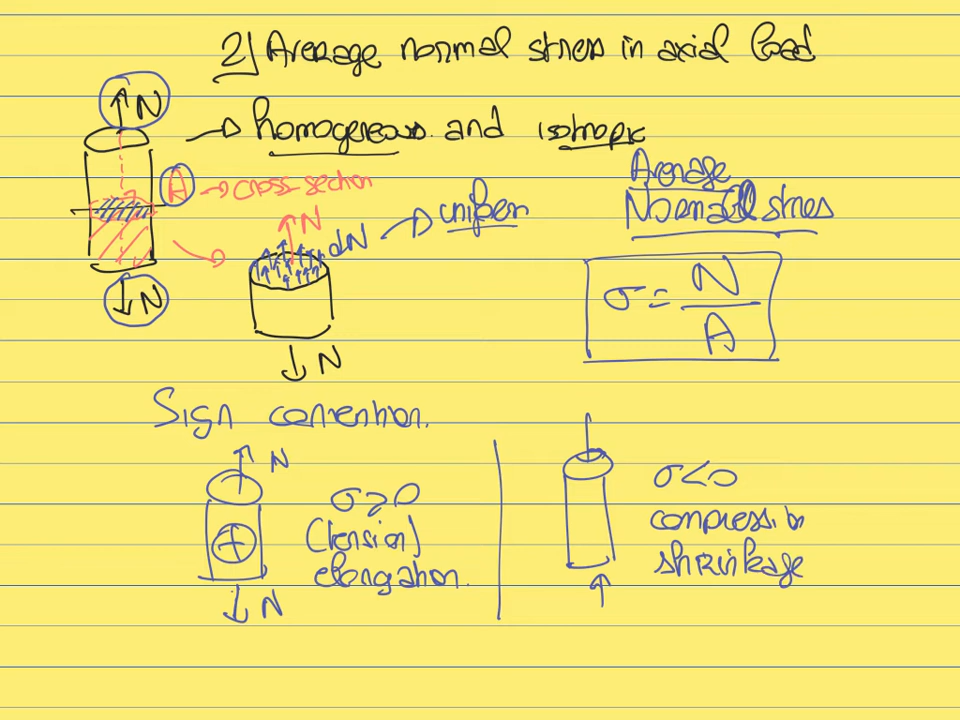 2) Average normal stress in axial load
N
→ homogeneous and isotropic
A → cross section
Average
Normal stress
N
dN → uniform
σ = N / A
N
N
Sign convention.
N
σ > 0
(tension)
elongation.
+
N
σ < 0
compression
shrinkage